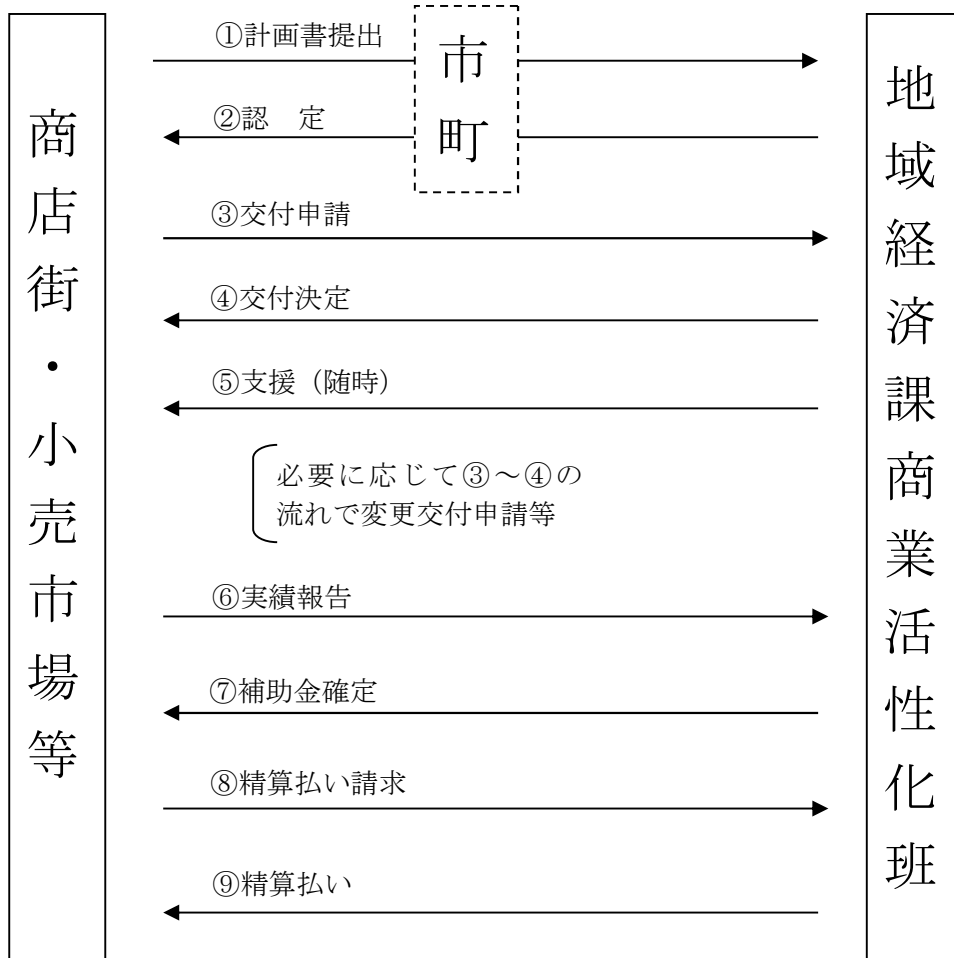 商店街・小売市場等
①計画書提出
市町
②認　定
③交付申請
④交付決定
⑤支援（随時）
必要に応じて③～④の
流れで変更交付申請等
⑥実績報告
⑦補助金確定
⑧精算払い請求
⑨精算払い
地域経済課商業活性化班